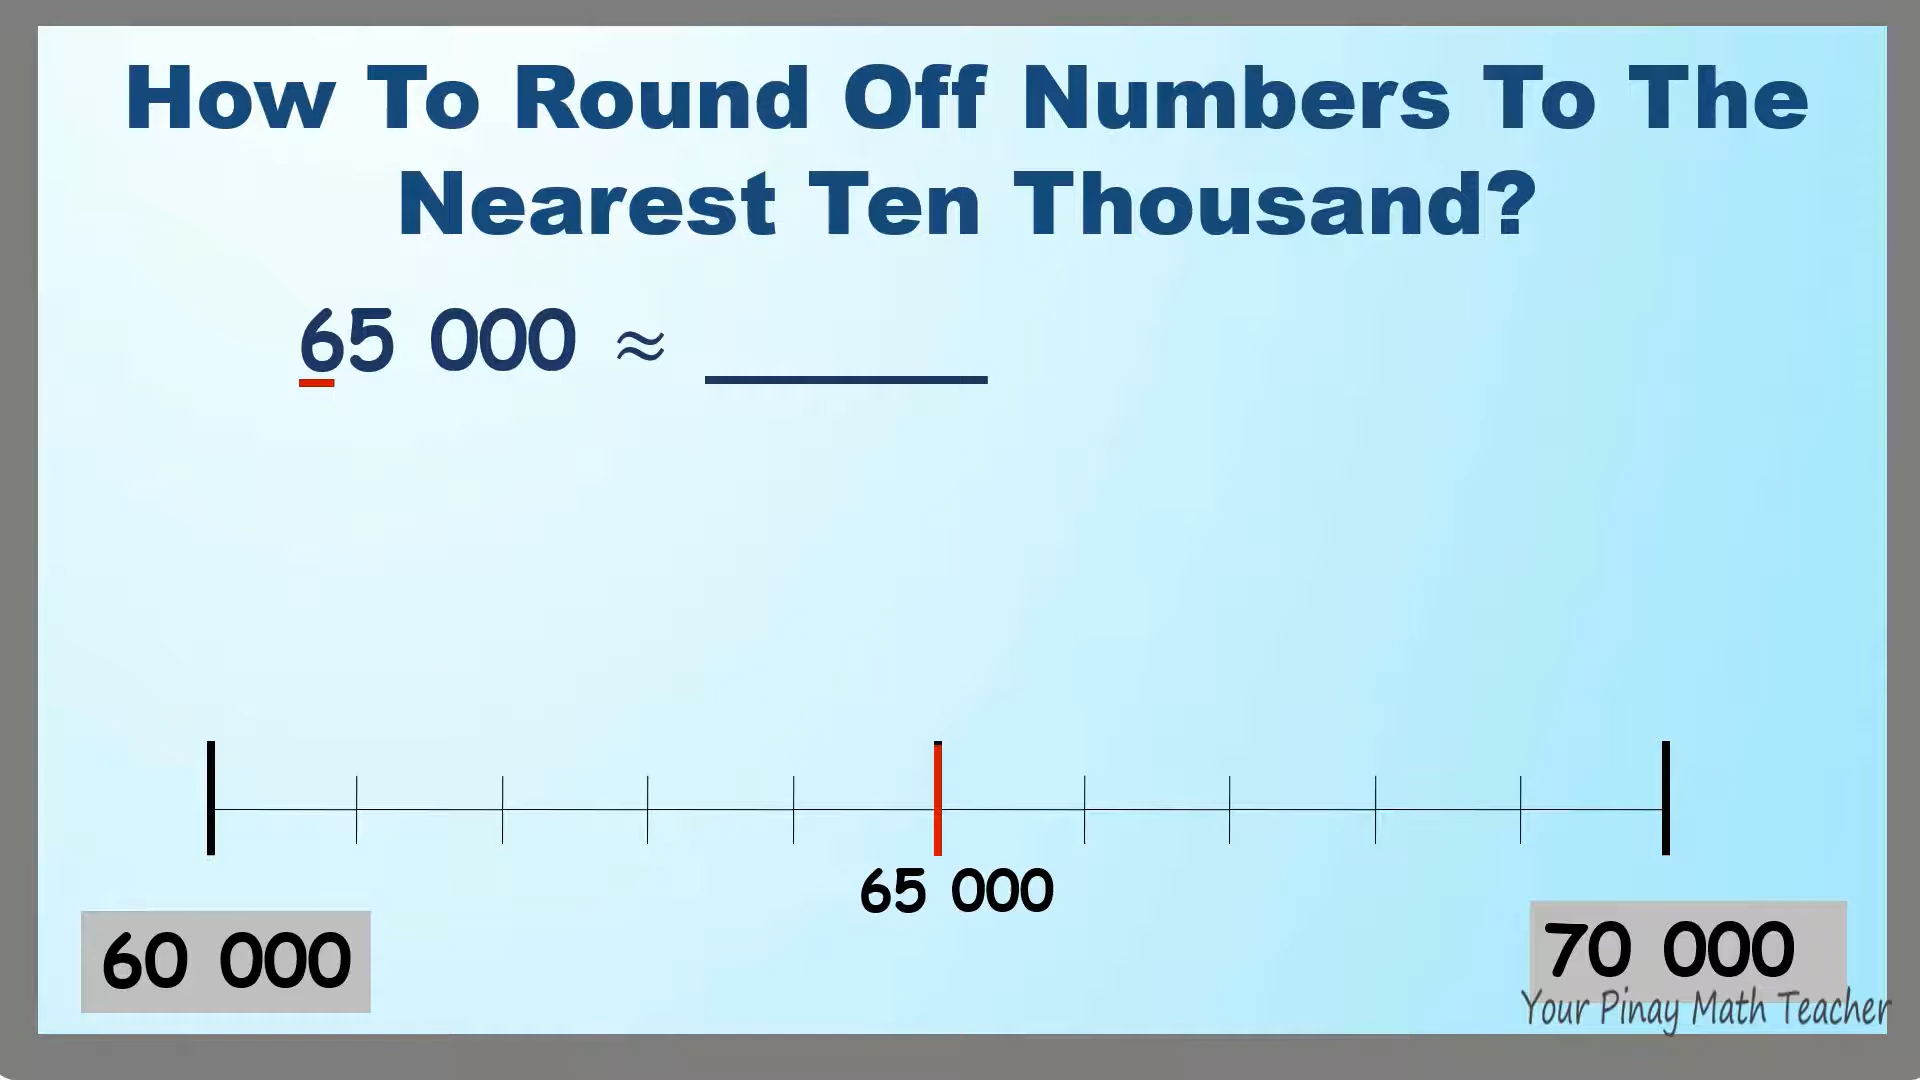 How To Round Off Numbers To The
Nearest Ten Thousand?
65 000 ≈ ______
65 000
60 000
70 000
Your Pinay Math Teacher